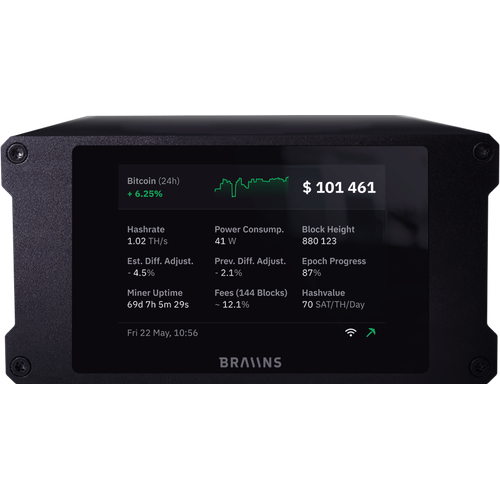 Bitcoin (24h)
+ 6.25%
$ 101 461
Hashrate
1.02 TH/s
Power Consump.
41 W
Block Height
880 123
Est. Diff. Adjust.
- 4.5%
Prev. Diff. Adjust.
- 2.1%
Epoch Progress
87%
Miner Uptime
69d 7h 5m 29s
Fees (144 Blocks)
~ 12.1%
Hashvalue
70 SAT/TH/Day
Fri 22 May, 10:56
BRAIINS